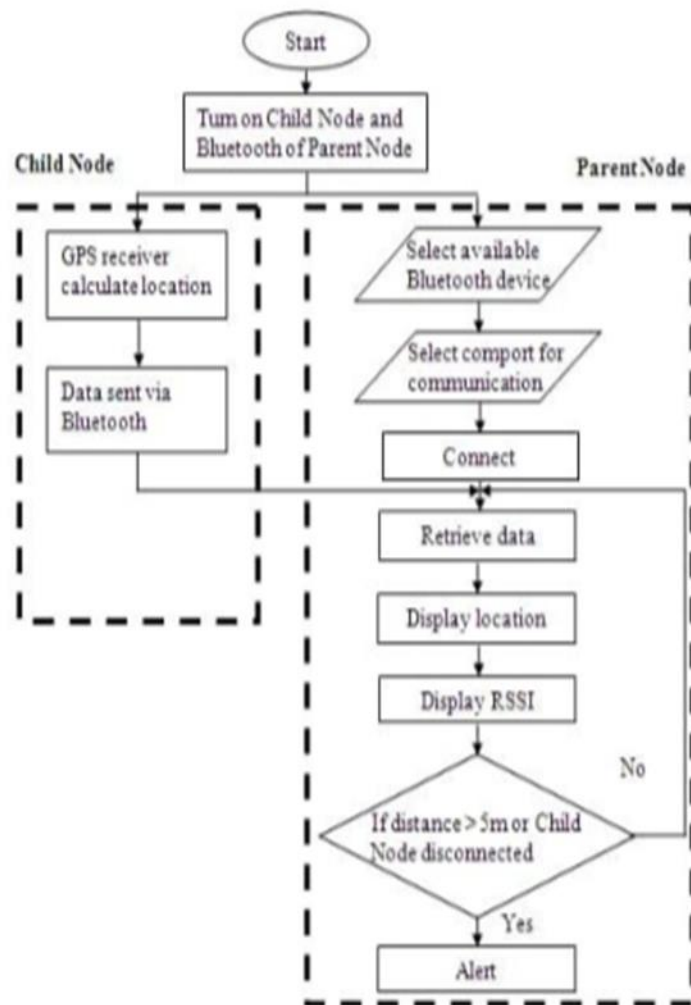 Start
Turn on Child Node and
Bluetooth of Parent Node
Child Node
Parent Node
GPS receiver
calculate location
Data sent via
Bluetooth
Select available
Bluetooth device
Select comport for
communication
Connect
Retrieve data
Display location
Display RSSI
No
If distance > 5m or Child
Node disconnected
Yes
Alert